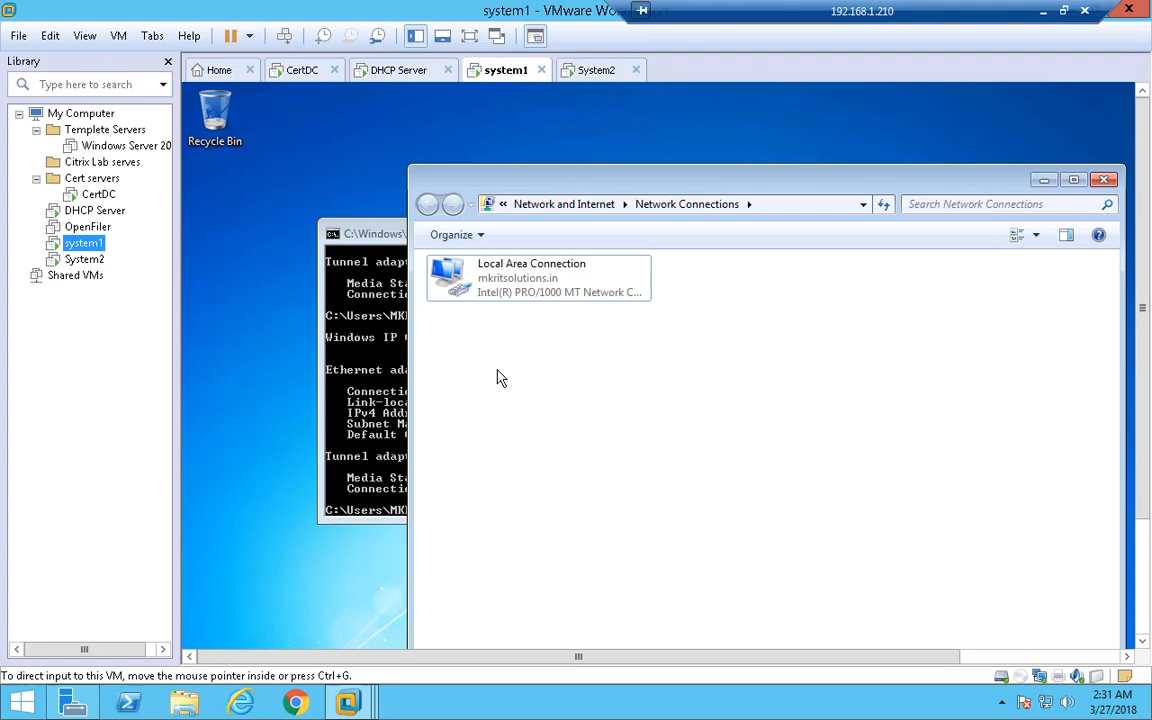 system1 - VMware Wo
192.168.1.210
File Edit View VM Tabs Help
Library
Type here to search
My Computer
Templete Servers
Windows Server 20
Citrix Lab serves
Cert servers
CertDC
DHCP Server
OpenFiler
system1
System2
Shared VMs
Home CertDC DHCP Server system1 System2
Recycle Bin
C:\Windows\
Tunnel adapt
Media Sta
Connectio
C:\Users\MK
Windows IP
Ethernet ada
Connectio
Link-loca
IPv4 Addr
Subnet Ma
Default
Tunnel adapt
Media Sta
Connectio
C:\Users\MK
« Network and Internet Network Connections
Search Network Connections
Organize
Local Area Connection
mkritsolutions.in
Intel(R) PRO/1000 MT Network C...
To direct input to this VM, move the mouse pointer inside or press Ctrl+G.
2:31 AM
3/27/2018